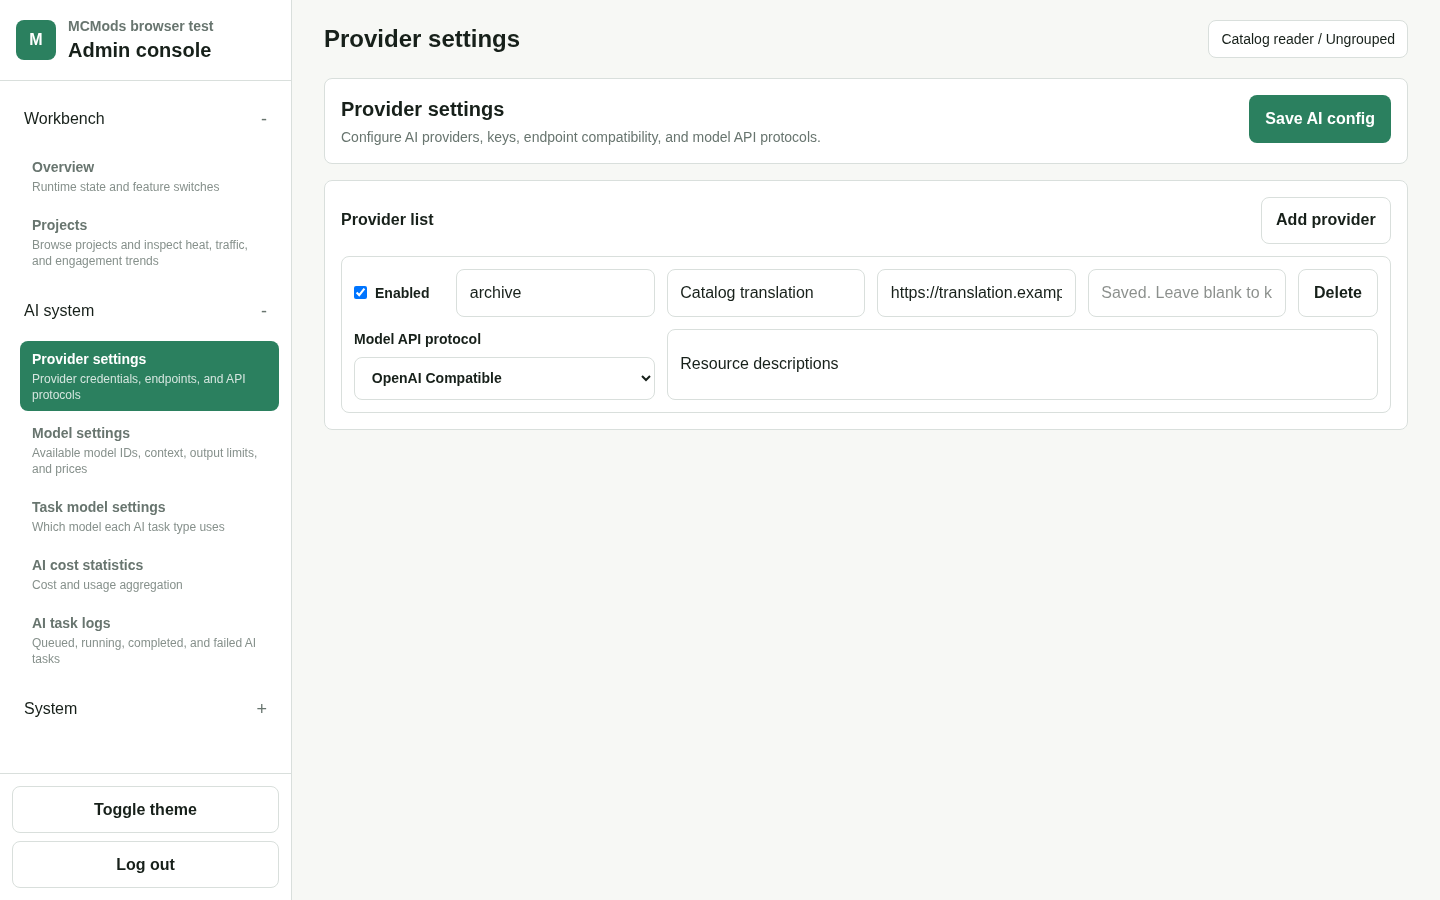 M
MCMods browser test
Admin console
Workbench
-
Overview
Runtime state and feature switches
Projects
Browse projects and inspect heat, traffic,
and engagement trends
AI system
-
Provider settings
Provider credentials, endpoints, and API
protocols
Model settings
Available model IDs, context, output limits,
and prices
Task model settings
Which model each AI task type uses
AI cost statistics
Cost and usage aggregation
AI task logs
Queued, running, completed, and failed AI
tasks
System
+
Toggle theme
Log out
Provider settings
Catalog reader / Ungrouped
Provider settings
Configure AI providers, keys, endpoint compatibility, and model API protocols.
Save AI config
Provider list
Add provider
Enabled
archive
Catalog translation
https://translation.examp
Saved. Leave blank to k
Delete
Model API protocol
OpenAI Compatible
Resource descriptions